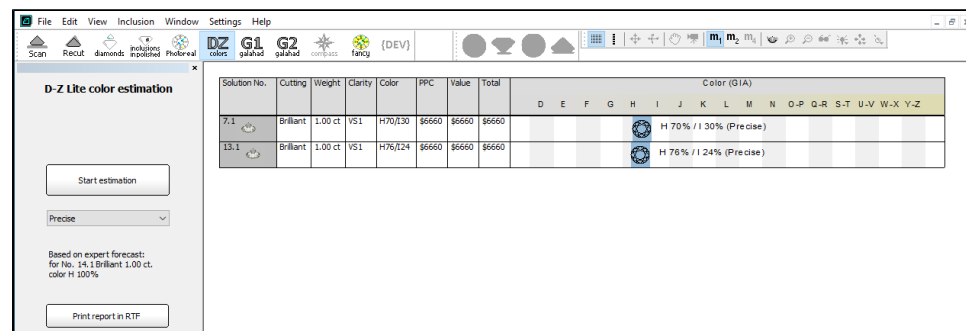 File Edit View Inclusion Window Settings Help
Scan Recut diamonds inclusions inpolished Photoreal DZ colors G1 galahad G2 galahad compass fancy {DEV} m1 m2 m4
D-Z Lite color estimation
Start estimation
Precise
Based on expert forecast:
for No. 14.1 Brilliant 1.00 ct.
color H 100%
Print report in RTF
Solution No. Cutting Weight Clarity Color PPC Value Total Color (GIA)
D E F G H I J K L M N O-P Q-R S-T U-V W-X Y-Z
7.1 Brilliant 1.00 ct VS1 H70/I30 $6660 $6660 $6660 H 70% / I 30% (Precise)
13.1 Brilliant 1.00 ct VS1 H76/I24 $6660 $6660 $6660 H 76% / I 24% (Precise)